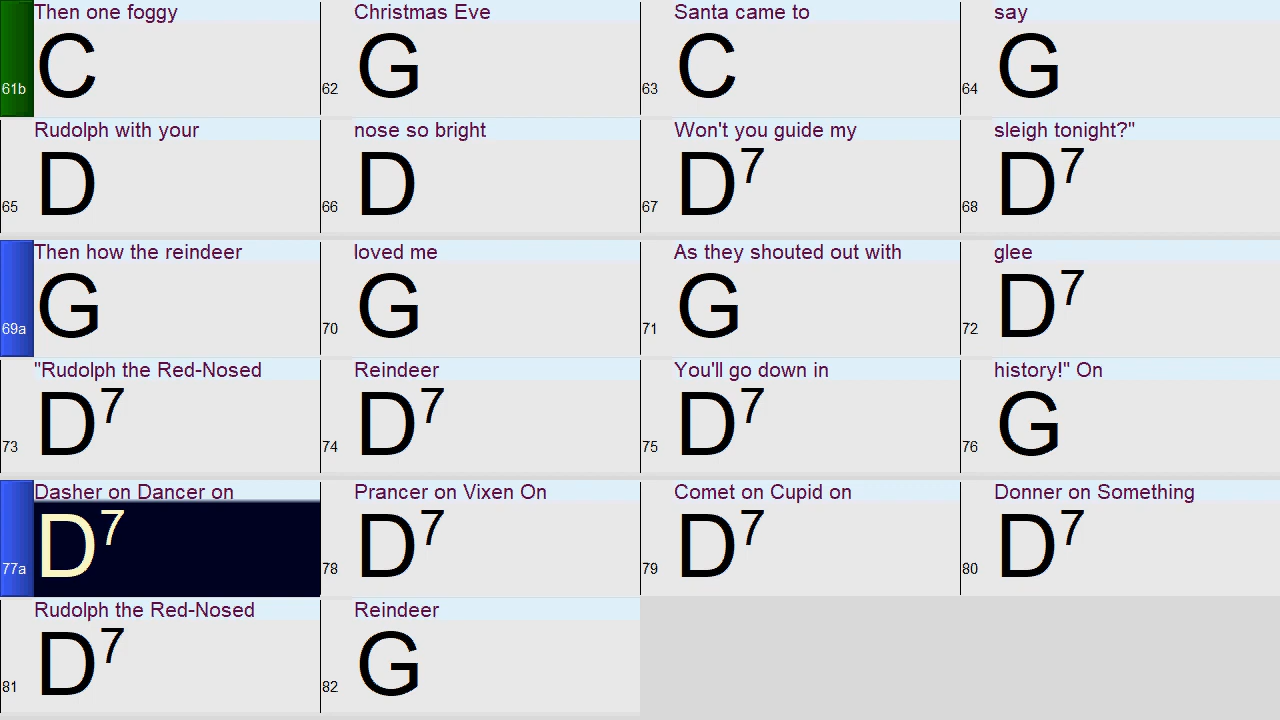 Then one foggy Christmas Eve Santa came to say
61b C 62 G 63 C 64 G
Rudolph with your nose so bright Won't you guide my sleigh tonight?"
65 D 66 D 67 D7 68 D7
Then how the reindeer loved me As they shouted out with glee
69a G 70 G 71 G 72 D7
"Rudolph the Red-Nosed Reindeer You'll go down in history!" On
73 D7 74 D7 75 D7 76 G
Dasher on Dancer on Prancer on Vixen On Comet on Cupid on Donner on Something
77a D7 78 D7 79 D7 80 D7
Rudolph the Red-Nosed Reindeer
81 D7 82 G